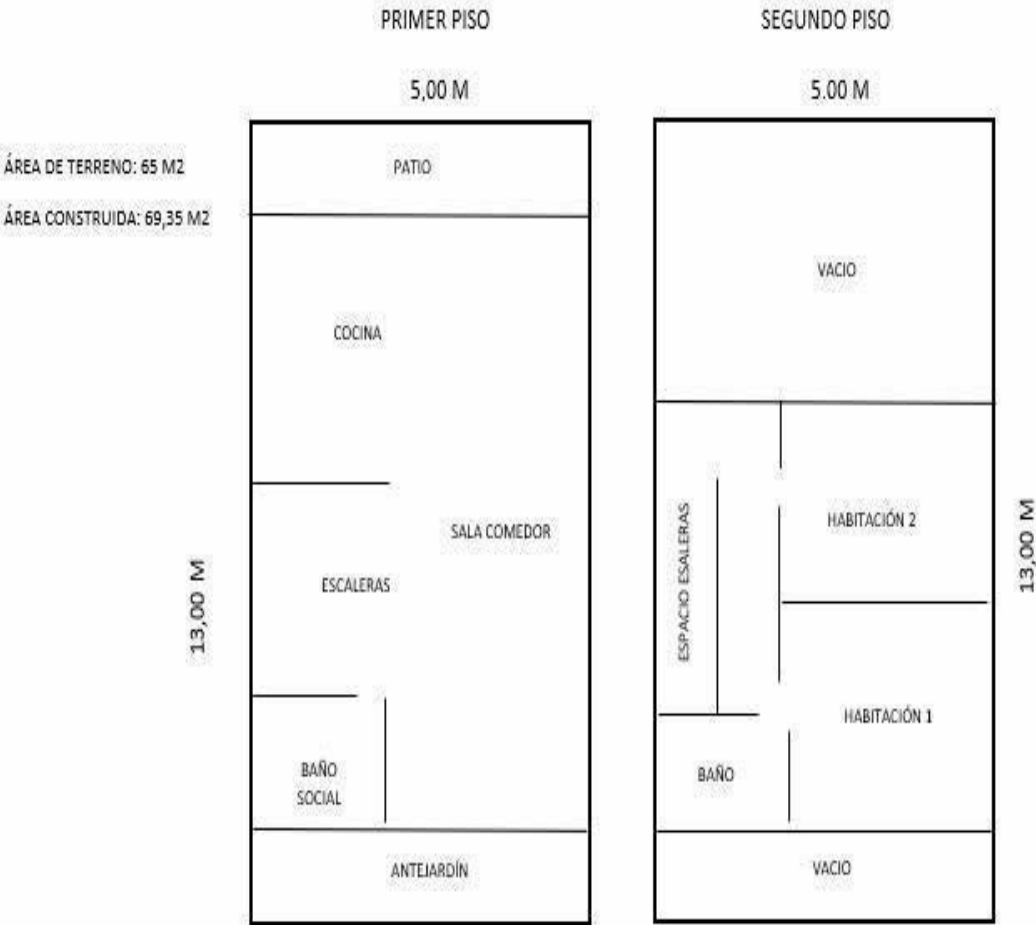 PRIMER PISO
SEGUNDO PISO
5,00 M
5.00 M
ÁREA DE TERRENO: 65 M2
ÁREA CONSTRUIDA: 69,35 M2
PATIO
COCINA
SALA COMEDOR
ESCALERAS
13,00 M
BAÑO
SOCIAL
ANTEJARDÍN
VACIO
HABITACIÓN 2
ESPACIO ESALERAS
13,00 M
HABITACIÓN 1
BAÑO
VACIO